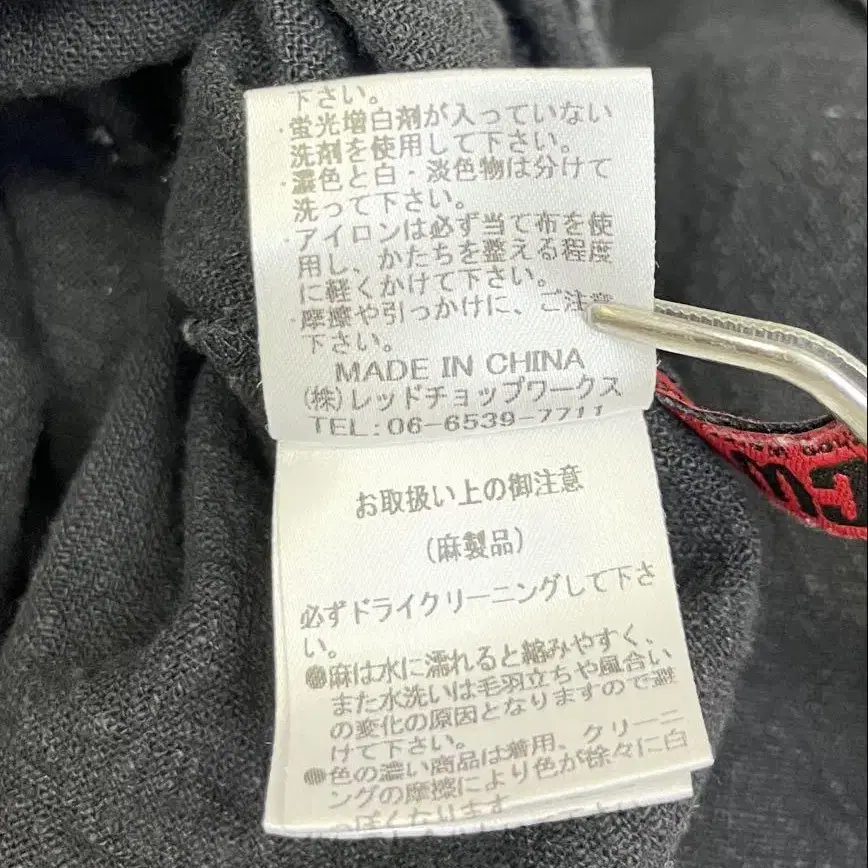 下さい。
・蛍光増白剤が入っていない
洗剤を使用して下さい。
・濃色と白・淡色物は分けて
洗って下さい。
・アイロンは必ず当て布を使
用し、かたちを整える程度
に軽くかけて下さい。
・摩擦や引っかけに、ご注意
下さい。
MADE IN CHINA
(株)レッドチョップワークス
TEL:06-6539-7711
お取扱い上の御注意
(麻製品)
必ずドライクリーニングして下さ
い。
●麻は水に濡れると縮みやすく、
また水洗いは毛羽立ちや風合い
の変化の原因となりますので避
けて下さい。
●色の濃い商品は着用、クリーニ
ングの摩擦により色が徐々に白
っぽくなります